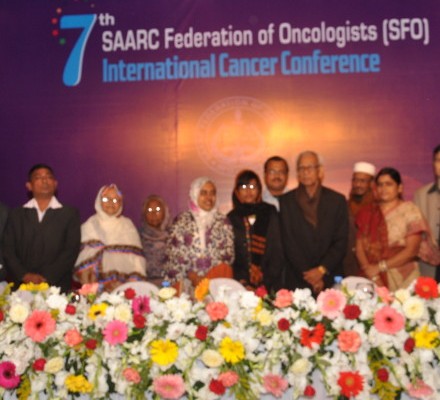 7th
SAARC Federation of Oncologists (SFO)
International Cancer Conference